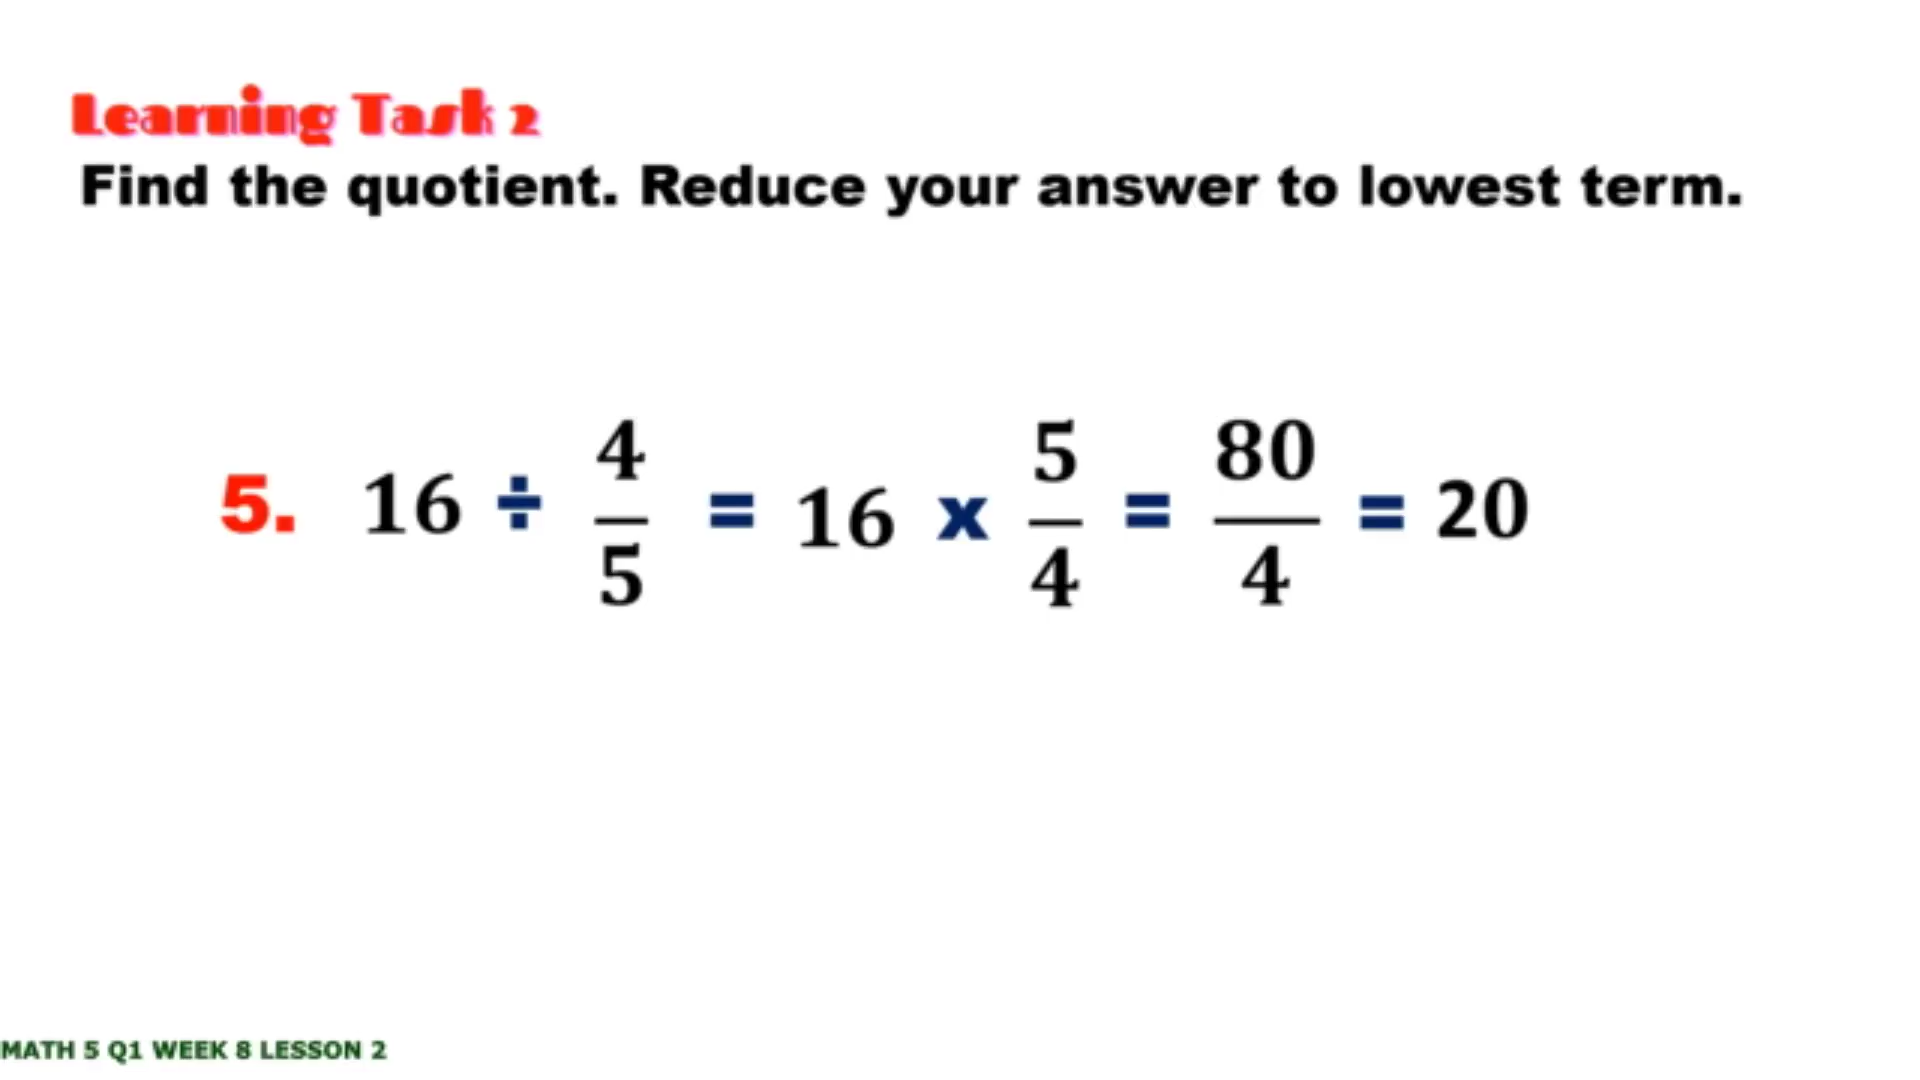 Learning Task 2
Find the quotient. Reduce your answer to lowest term.
5. 16 ÷ 4/5 = 16 x 5/4 = 80/4 = 20
MATH 5 Q1 WEEK 8 LESSON 2